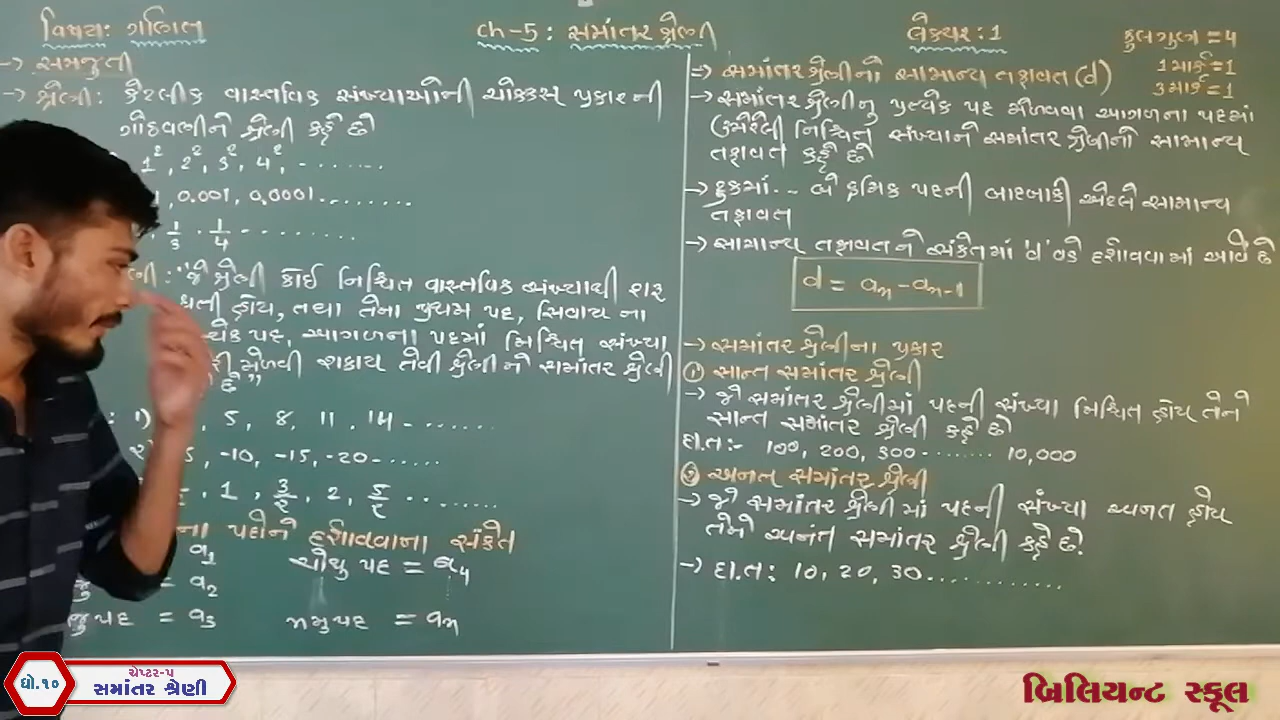 વિષય: ગણિત
ch-5: સમાંતર શ્રેણી
લેક્ચર: 1
કુલગુણ = 4
1 માર્ક = 1
3 માર્ક = 1
→ સમજુતી
→ શ્રેણી: કેટલીક વાસ્તવિક સંખ્યાઓની ચોક્કસ પ્રકારની
ગોઠવણીને શ્રેણી કહે છે
1², 2², 3², 4², - .......
, 0.001, 0.0001........
, 1/3, 1/4 - .........
: "જે શ્રેણી કોઈ નિશ્ચિત વાસ્તવિક સંખ્યાથી શરૂ
થતી હોય, તથા તેના પ્રથમ પદ, સિવાય ના
પદ, આગળના પદમાં નિશ્ચિત સંખ્યા
મેળવી શકાય તેવી શ્રેણી ને સમાંતર શ્રેણી
છે"
: 1) , 5, 8, 11, 14 - ......
, -10, -15, -20 - .....
, 1, 3/2, 2, 5/2 .......
ના પદોને દર્શાવવાના સંકેત
a1 ચોથુ પદ = a4
= a2
પદ = a3 nમુ પદ = an
⇒ સમાંતર શ્રેણીનો સામાન્ય તફાવત (d)
→ સમાંતર શ્રેણીનુ પ્રત્યેક પદ મેળવવા આગળના પદમાં
ઉમેરેલી નિશ્ચિત સંખ્યાને સમાંતર શ્રેણીનો સામાન્ય
તફાવત કહે છે
→ ટુકમાં... બે ક્રમિક પદની બાદબાકી એટલે સામાન્ય
તફાવત
→ સામાન્ય તફાવત ને સંકેતમાં 'd' વડે દર્શાવવામાં આવે છે
d = an - an-1
→ સમાંતર શ્રેણીના પ્રકાર
① સાન્ત સમાંતર શ્રેણી
→ જો સમાંતર શ્રેણીમાં પદની સંખ્યા નિશ્ચિત હોય તેને
સાન્ત સમાંતર શ્રેણી કહે છે
દા.ત:- 100, 200, 300 ........ 10,000
② અનંત સમાંતર શ્રેણી
→ જો સમાંતર શ્રેણી માં પદની સંખ્યા અનંત હોય
તેને અનંત સમાંતર શ્રેણી કહે છે.
→ દા.ત: 10, 20, 30............
ધો.૧૦
ચેપ્ટર-૫
સમાંતર શ્રેણી
બ્રિલિયન્ટ સ્કૂલ